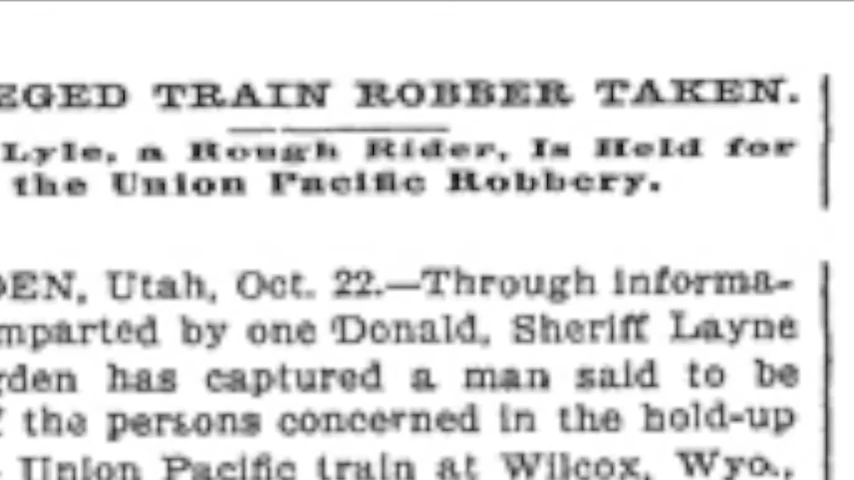 EGED TRAIN ROBBER TAKEN.
Lyle, a Rough Rider, Is Held for
the Union Pacific Robbery.
DEN, Utah, Oct. 22.—Through informa-
mparted by one Donald, Sheriff Layne
gden has captured a man said to be
f the persons concerned in the hold-up
Union Pacific train at Wilcox, Wyo.,